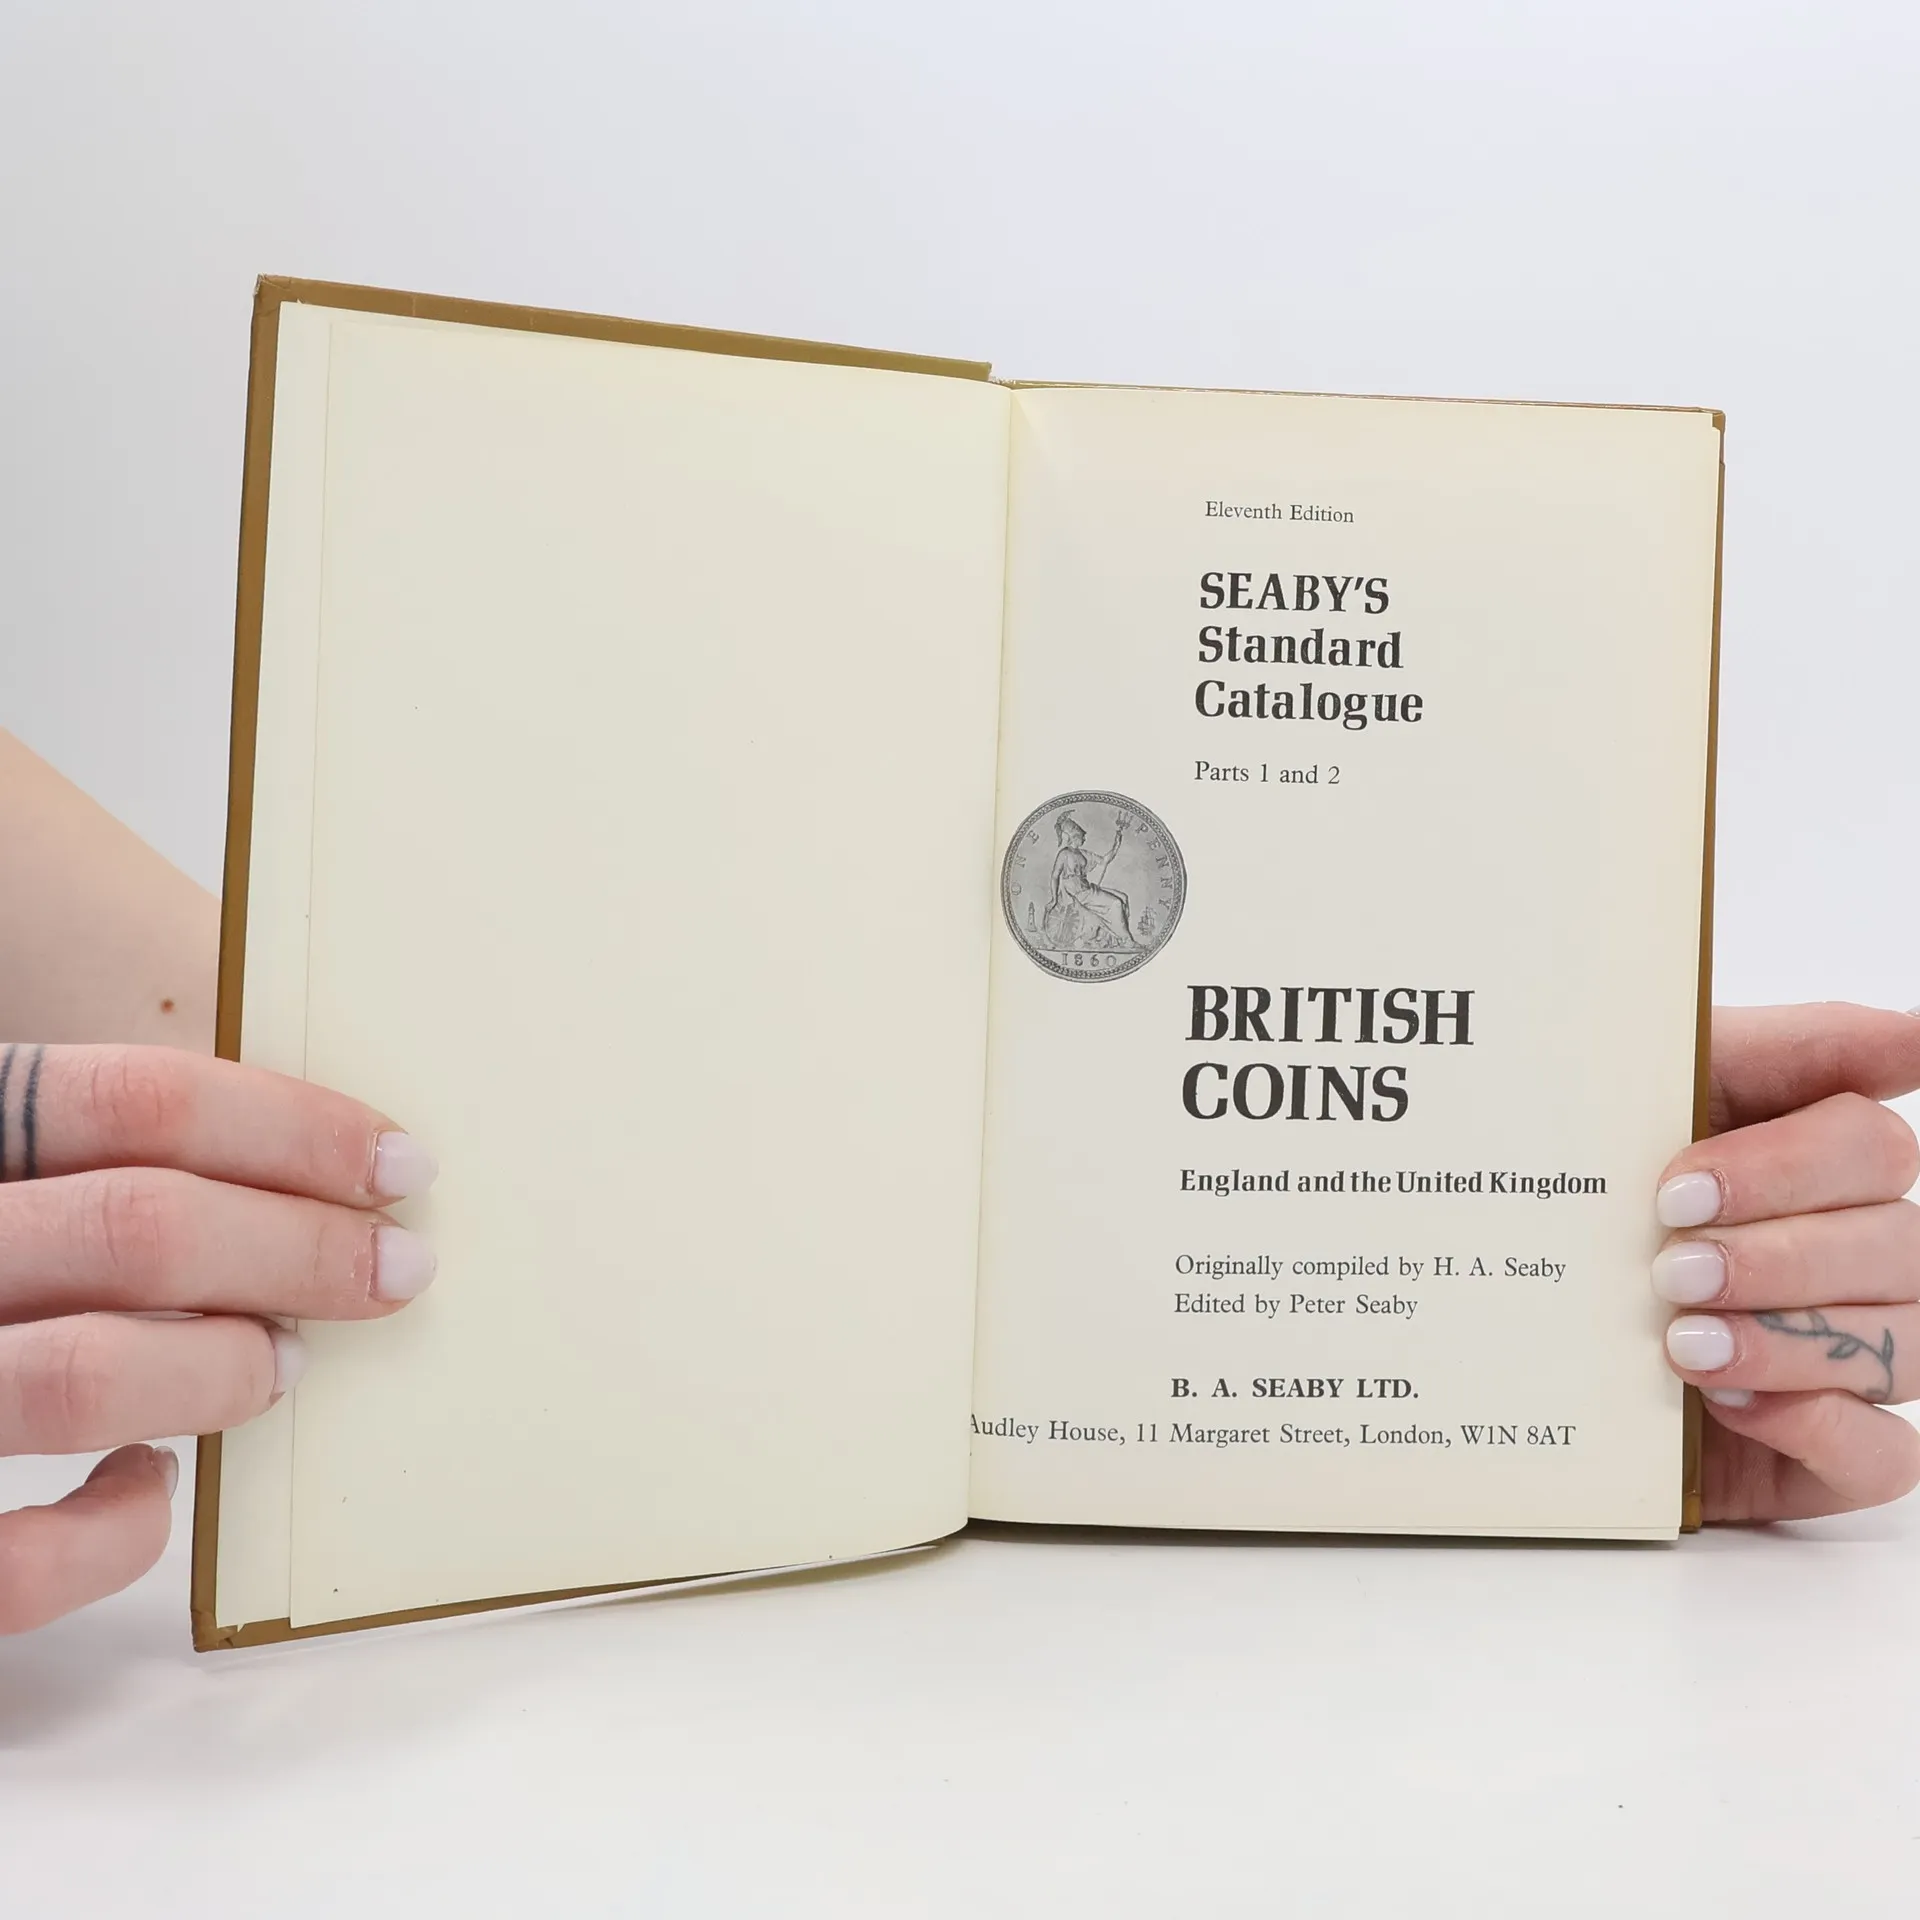 Eleventh Edition
SEABY'S
Standard
Catalogue
Parts 1 and 2
ONE PENNY
1860
BRITISH
COINS
England and the United Kingdom
Originally compiled by H. A. Seaby
Edited by Peter Seaby
B. A. SEABY LTD.
Audley House, 11 Margaret Street, London, W1N 8AT